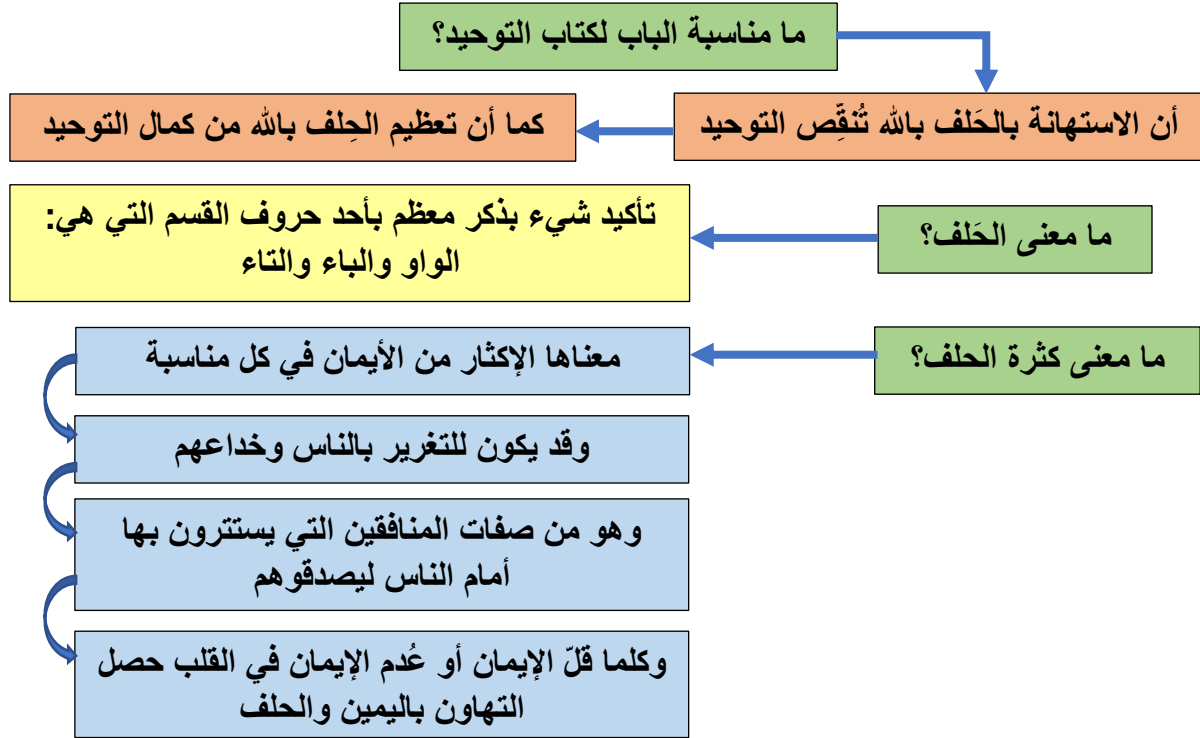 ما مناسبة الباب لكتاب التوحيد؟
أن الاستهانة بالحَلف بالله تُنقِّص التوحيد
كما أن تعظيم الحِلف بالله من كمال التوحيد
ما معنى الحَلف؟
تأكيد شيء بذكر معظم بأحد حروف القسم التي هي:
الواو والباء والتاء
ما معنى كثرة الحلف؟
معناها الإكثار من الأيمان في كل مناسبة
وقد يكون للتغرير بالناس وخداعهم
وهو من صفات المنافقين التي يستترون بها
أمام الناس ليصدقوهم
وكلما قلّ الإيمان أو عُدم الإيمان في القلب حصل
التهاون باليمين والحلف